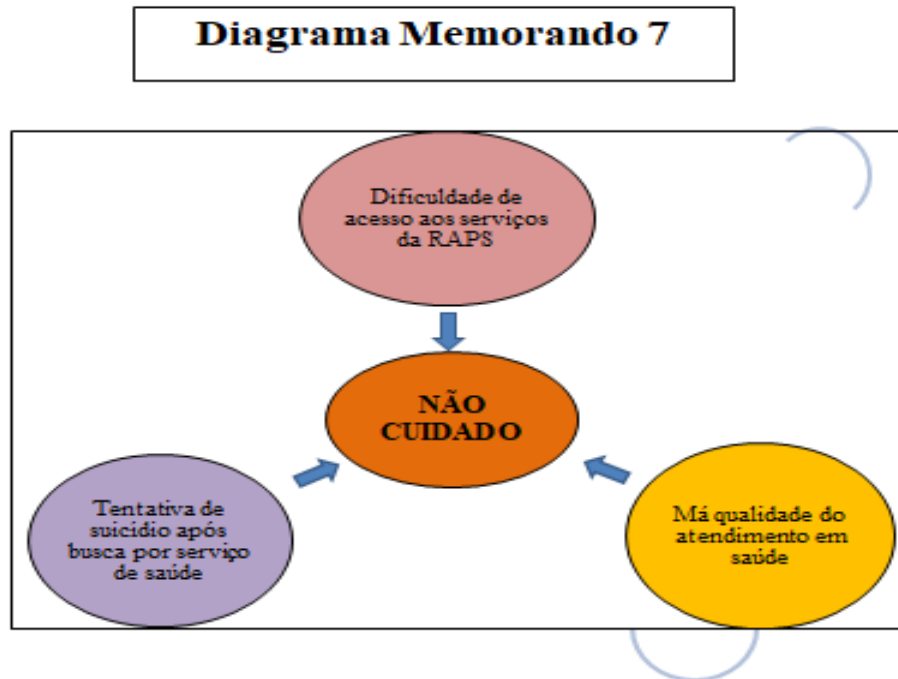 Diagrama Memorando 7
Dificuldade de
acesso aos serviços
da RAPS
NÃO
CUIDADO
Tentativa de
suicídio após
busca por serviço
de saúde
Má qualidade do
atendimento em
saúde